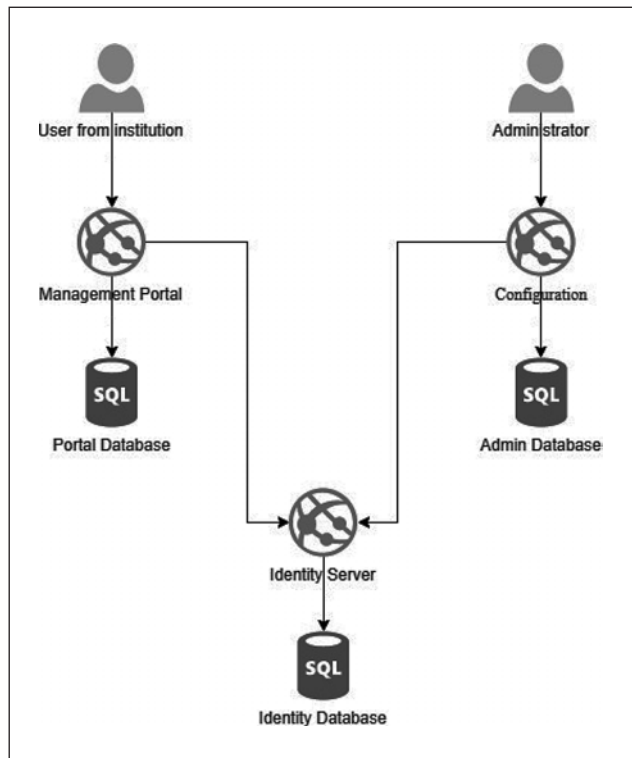 User from institution
Administrator
Management Portal
Configuration
SQL
SQL
Portal Database
Admin Database
Identity Server
SQL
Identity Database